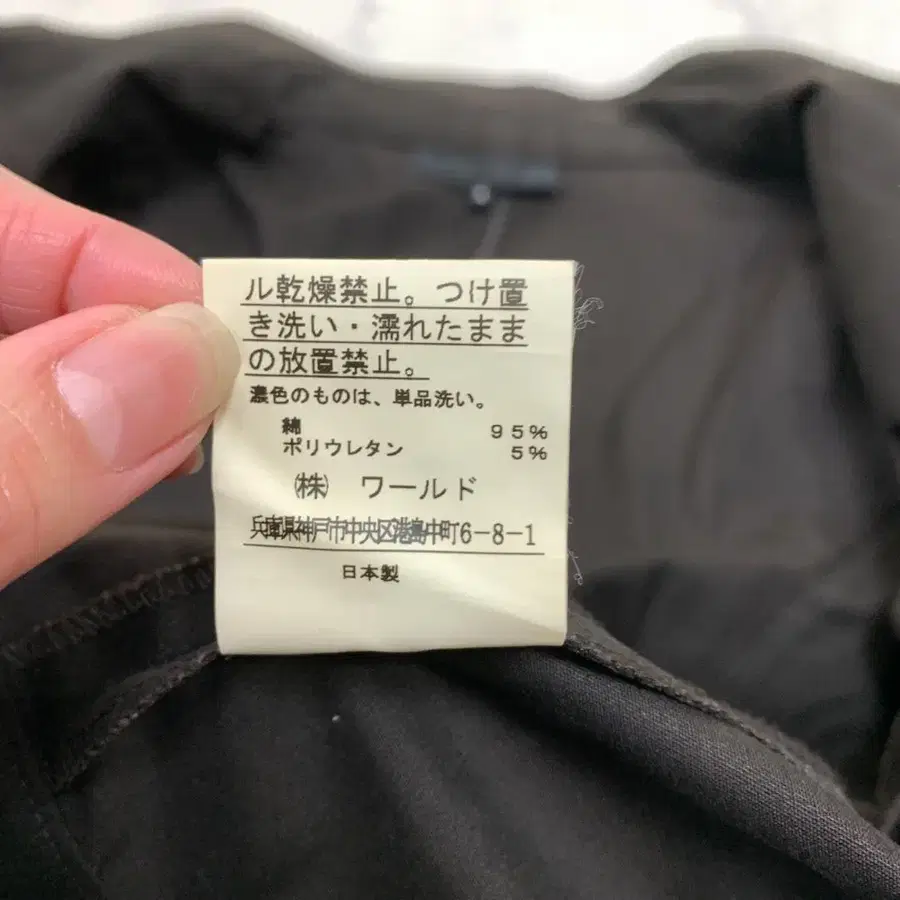 ル乾燥禁止。つけ置
き洗い・濡れたまま
の放置禁止。
濃色のものは、単品洗い。
綿 95%
ポリウレタン 5%
㈱ ワールド
兵庫県神戸市中央区港島中町6-8-1
日本製